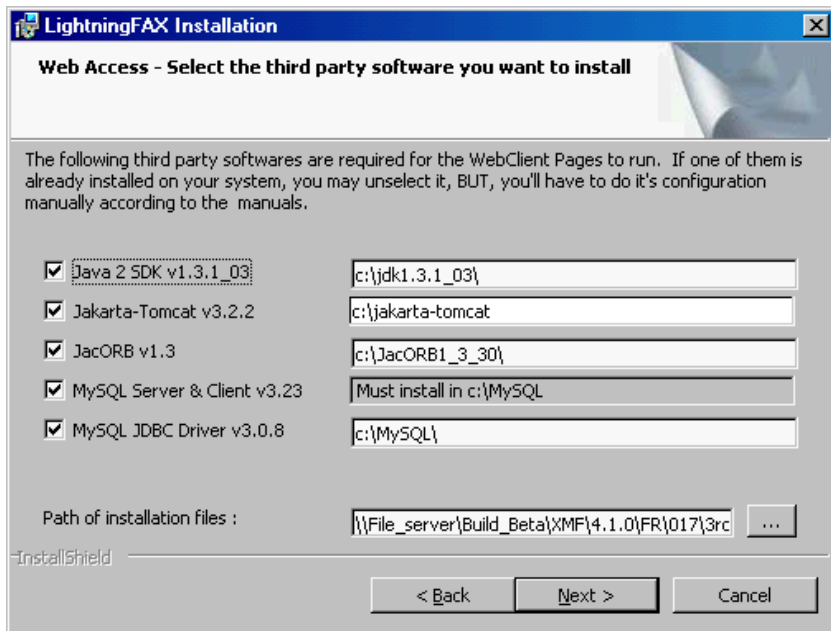 LightningFAX Installation
Web Access - Select the third party software you want to install
The following third party softwares are required for the WebClient Pages to run. If one of them is
already installed on your system, you may unselect it, BUT, you'll have to do it's configuration
manually according to the manuals.
Java 2 SDK v1.3.1_03 c:\jdk1.3.1_03\
Jakarta-Tomcat v3.2.2 c:\jakarta-tomcat
JacORB v1.3 c:\JacORB1_3_30\
MySQL Server & Client v3.23 Must install in c:\MySQL
MySQL JDBC Driver v3.0.8 c:\MySQL\
Path of installation files : \\File_server\Build_Beta\XMF\4.1.0\FR\017\3rc ...
InstallShield
< Back Next > Cancel